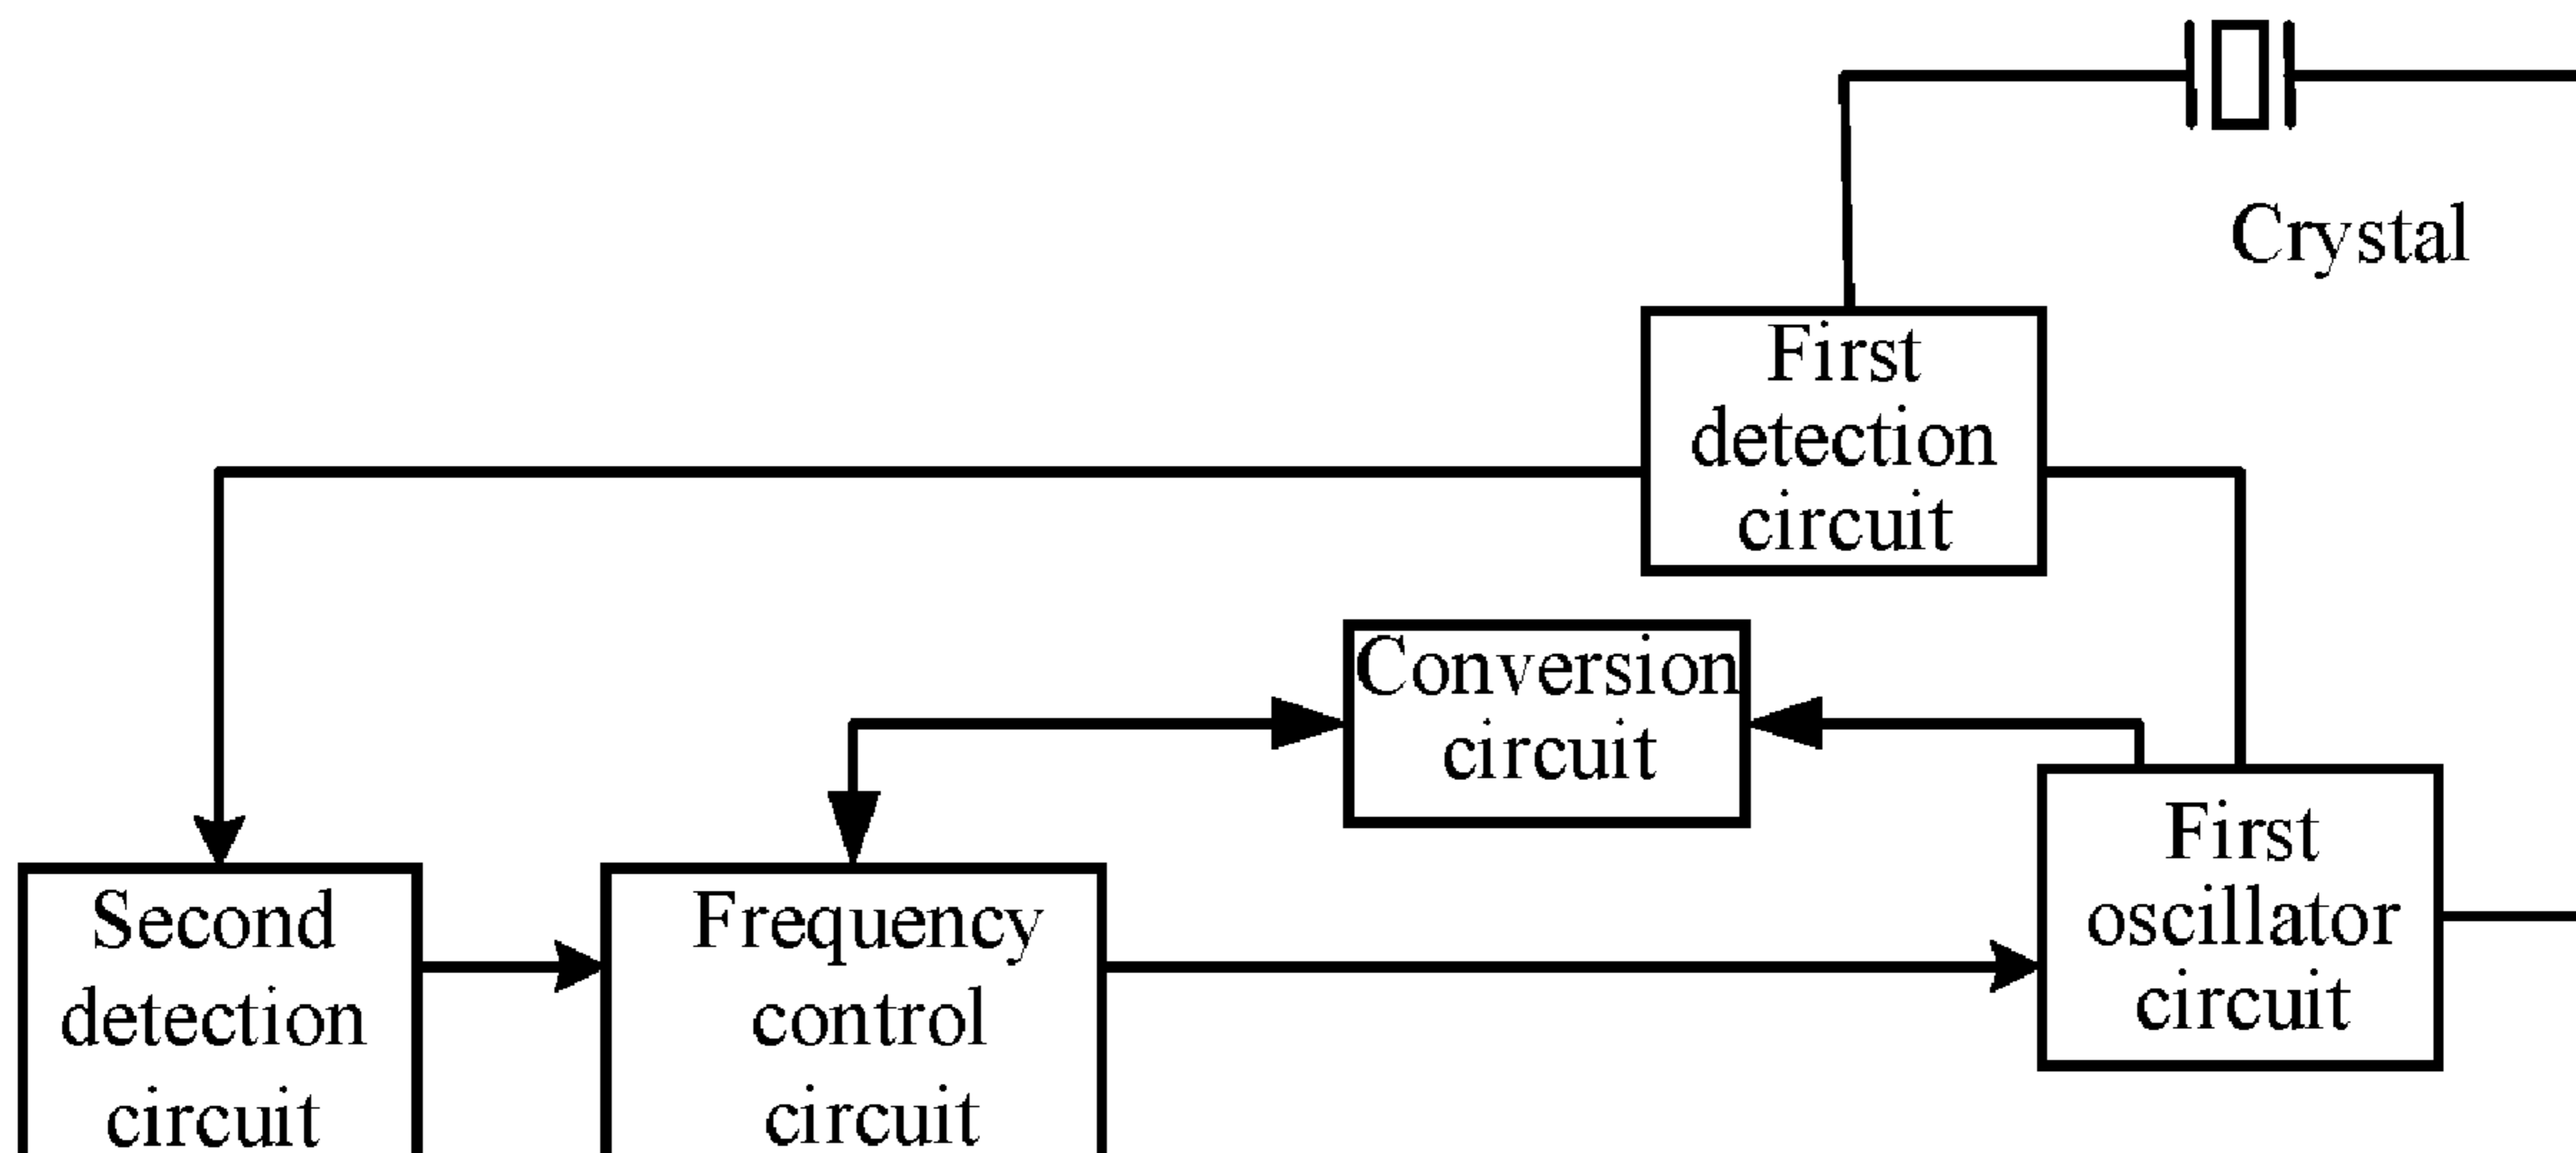 Crystal
First
detection
circuit
Conversion
circuit
First
oscillator
circuit
Second
detection
circuit
Frequency
control
circuit